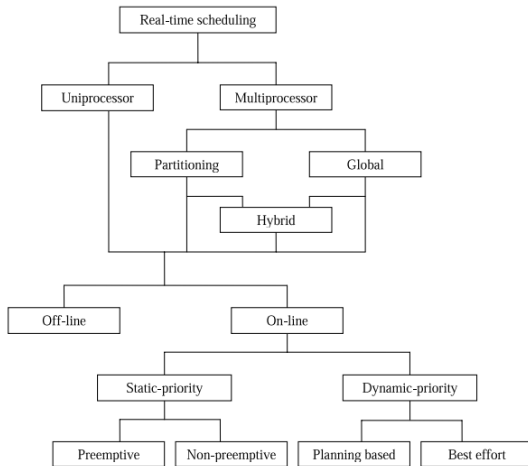 Real-time scheduling
Uniprocessor
Multiprocessor
Partitioning
Global
Hybrid
Off-line
On-line
Static-priority
Dynamic-priority
Preemptive
Non-preemptive
Planning based
Best effort